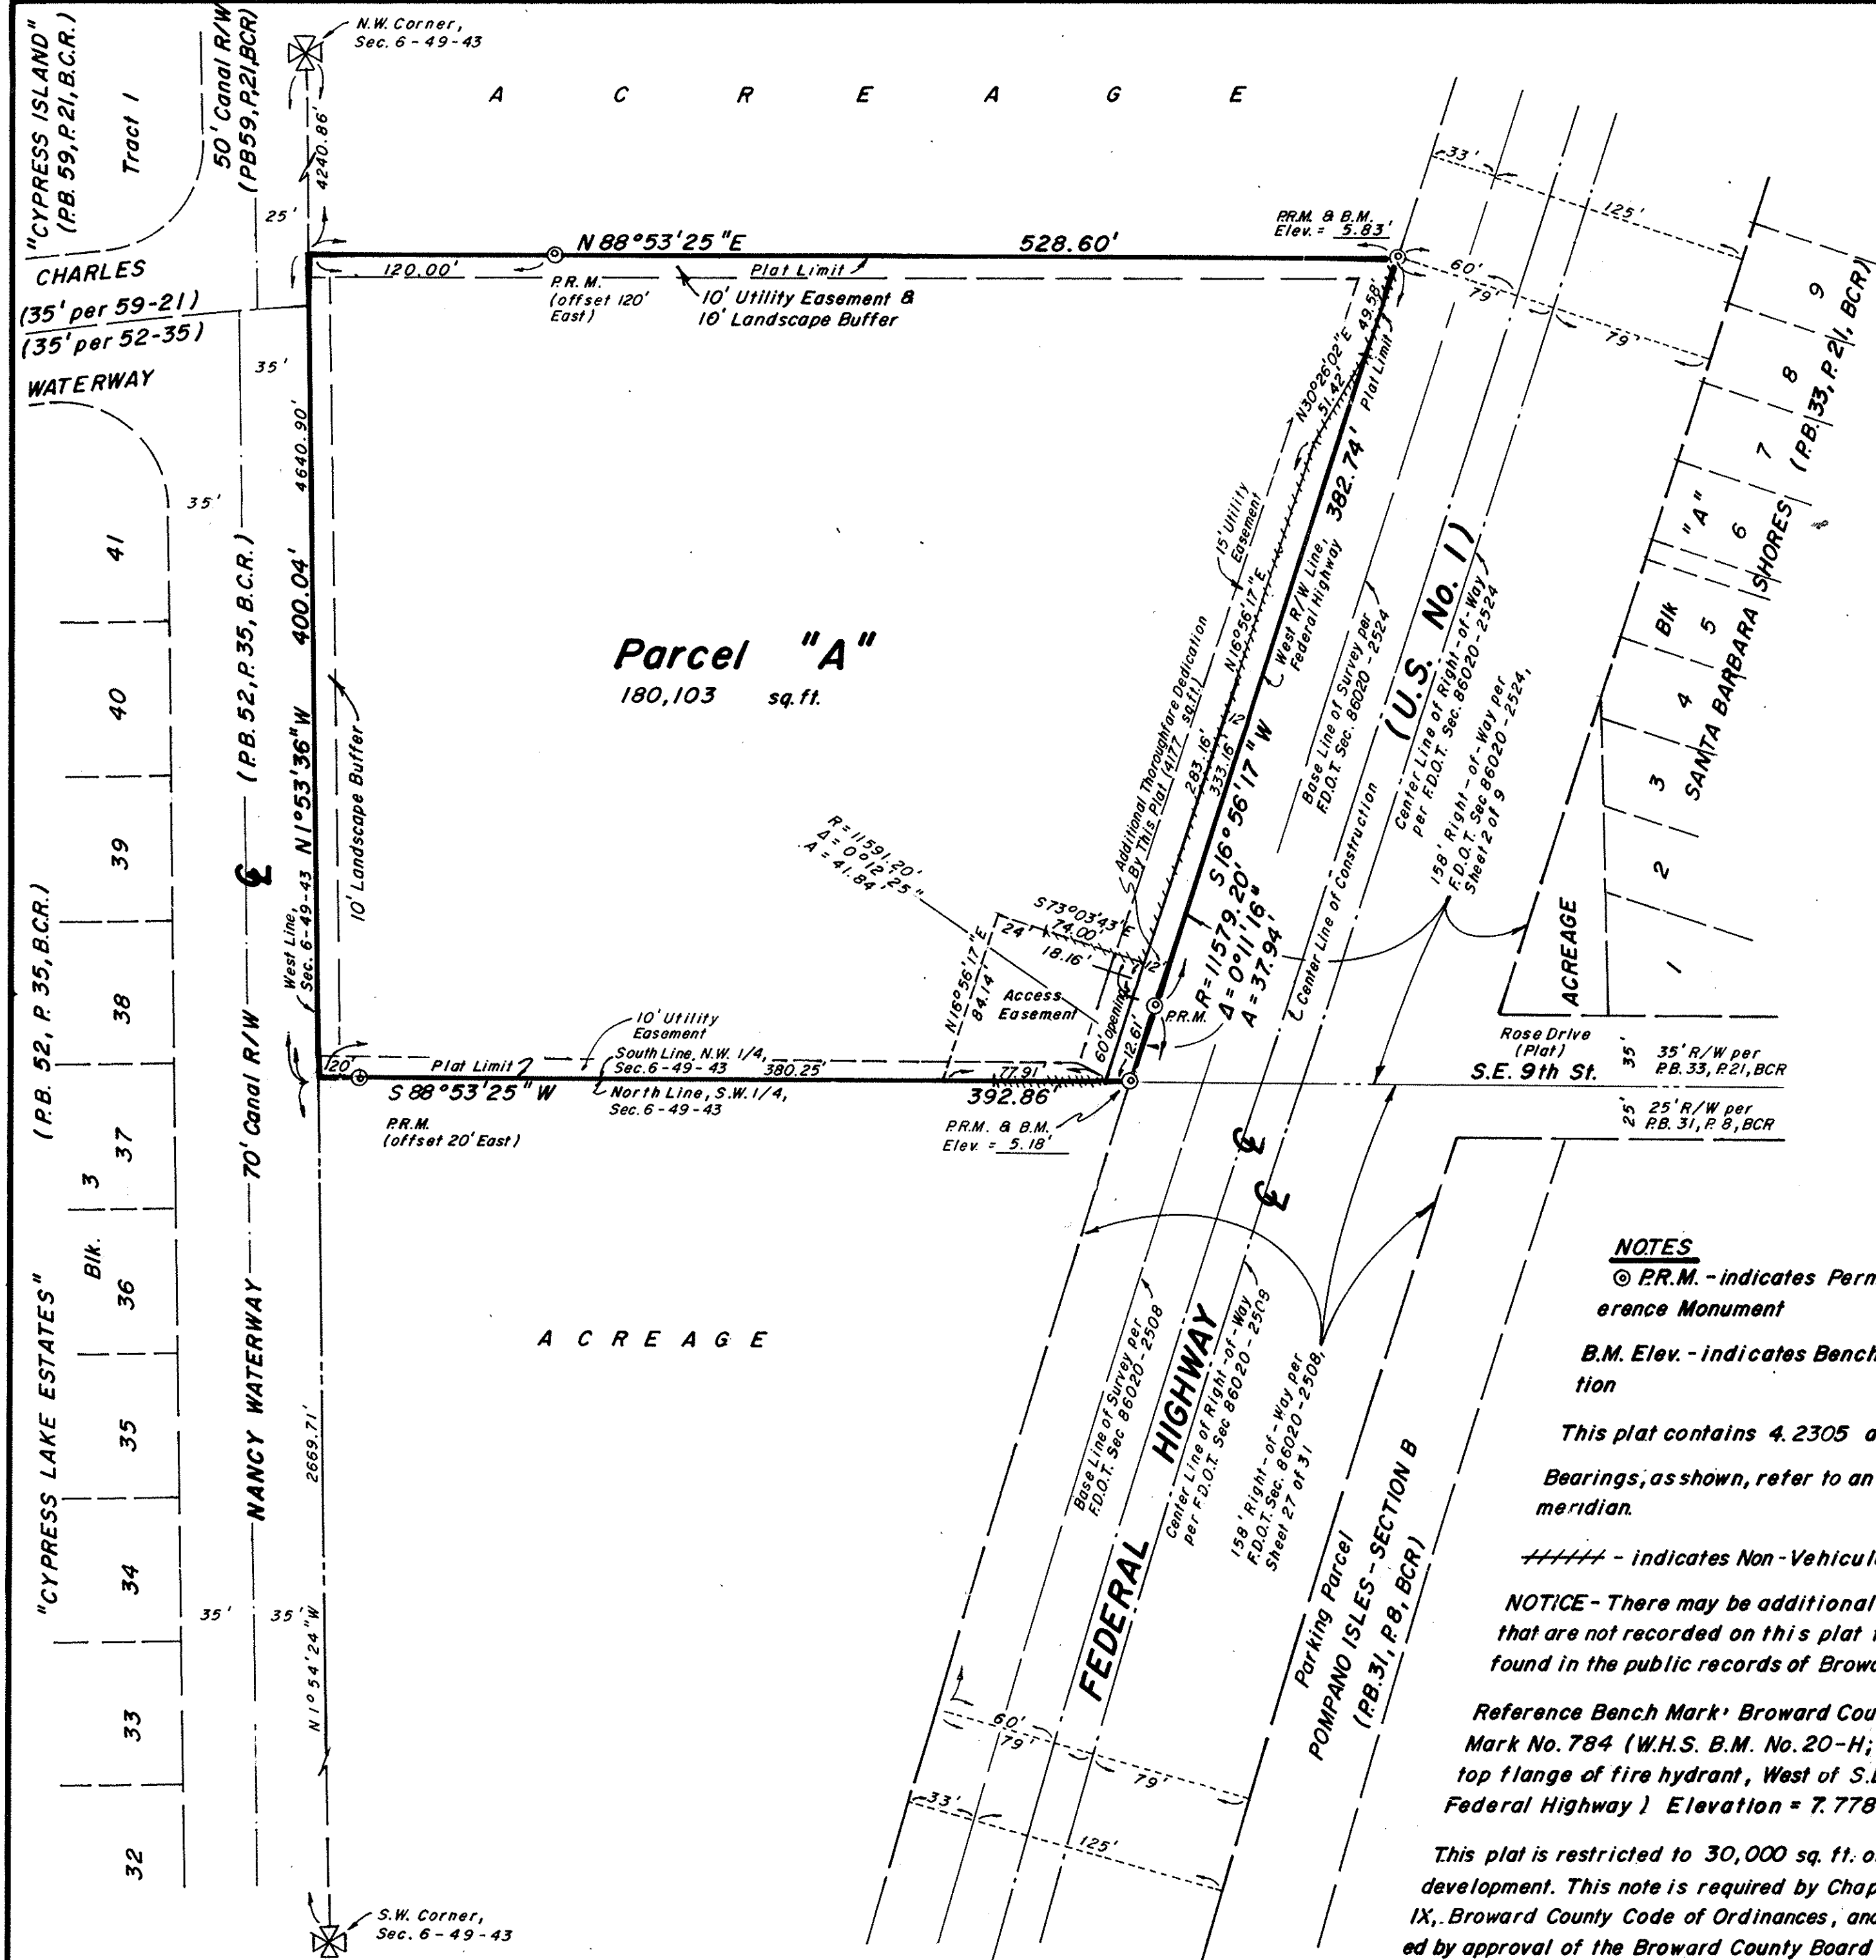 N.W. Corner,
Sec. 6-49-43
"CYPRESS ISLAND"
(P.B. 59, P. 21, B.C.R.)
Tract 1
50' Canal R/W
(PB59, P.21, BCR)
A C R E A G E
4240.86'
25'
CHARLES
(35' per 59-21)
(35' per 52-35)
WATERWAY
35'
35'
N 88°53'25"E
528.60'
120.00'
Plat Limit
P.R.M.
(offset 120'
East)
10' Utility Easement &
10' Landscape Buffer
P.R.M. & B.M.
Elev. = 5.83'
33'
125'
60'
79'
79'
N30°26'02"E 49.58'
51.42'
Plat Limit
382.74'
15' Utility
Easement
N16°56'17"E
West R/W Line,
Federal Highway
Additional Thoroughfare Dedication
By This Plat (4177 sq.ft.)
283.16'
333.16'
12
S16°56'17"W
Base Line of Survey per
F.D.O.T. Sec. 86020-2524
(U.S. No. 1)
Center Line of Right-of-Way
per F.D.O.T. Sec. 86020-2524
158' Right-of-Way per
F.D.O.T. Sec 86020-2524,
Sheet 2 of 9
Center Line of Construction
9
8
7
6
5
4
3
2
1
Blk "A"
SANTA BARBARA SHORES (P.B. 33, P. 21, BCR)
ACREAGE
4640.90'
400.04'
N1°53'36"W
West Line,
Sec. 6-49-43
10' Landscape Buffer
Parcel "A"
180,103 sq.ft.
R=11591.20'
Δ = 0°12'25"
A = 41.84'
S73°03'43"E
74.00'
24'
18.16'
12'
N16°56'17"E
84.14'
Access
Easement
60' opening
12.61'
P.R.M.
R=11579.20'
Δ = 0°11'16"
A = 37.94'
10' Utility
Easement
20'
Plat Limit
South Line, N.W. 1/4,
Sec. 6-49-43
380.25'
77.91'
S 88°53'25"W
North Line, S.W. 1/4,
Sec. 6-49-43
392.86'
P.R.M.
(offset 20' East)
P.R.M. & B.M.
Elev. = 5.18'
Rose Drive
(Plat)
S.E. 9th St.
35'
35' R/W per
P.B. 33, P.21, BCR
25'
25' R/W per
P.B. 31, P. 8, BCR
41
40
39
38
37
36
35
34
33
32
Blk. 3
"CYPRESS LAKE ESTATES" (P.B. 52, P. 35, B.C.R.)
NANCY WATERWAY 70' Canal R/W (P.B. 52, P. 35, B.C.R.)
35'
35'
2669.71'
N1°54'24"W
S.W. Corner,
Sec. 6-49-43
A C R E A G E
Base Line of Survey per
F.D.O.T. Sec 86020-2508
FEDERAL HIGHWAY
Center Line of Right-of-Way
per F.D.O.T. Sec 86020-2508
158' Right-of-Way per
F.D.O.T. Sec. 86020-2508,
Sheet 27 of 31
Parking Parcel
POMPANO ISLES-SECTION B
(P.B.31, P.8, BCR)
60'
79'
79'
33'
125'
NOTES
P.R.M. - indicates Perm
erence Monument
B.M. Elev. - indicates Bench
tion
This plat contains 4.2305 a
Bearings, as shown, refer to an
meridian.
- indicates Non-Vehicul
NOTICE - There may be additional
that are not recorded on this plat t
found in the public records of Browa
Reference Bench Mark: Broward Cou
Mark No. 784 (W.H.S. B.M. No. 20-H;
top flange of fire hydrant, West of S.E
Federal Highway) Elevation = 7.778
This plat is restricted to 30,000 sq. ft. o
development. This note is required by Chap
IX, Broward County Code of Ordinances, and
ed by approval of the Broward County Board